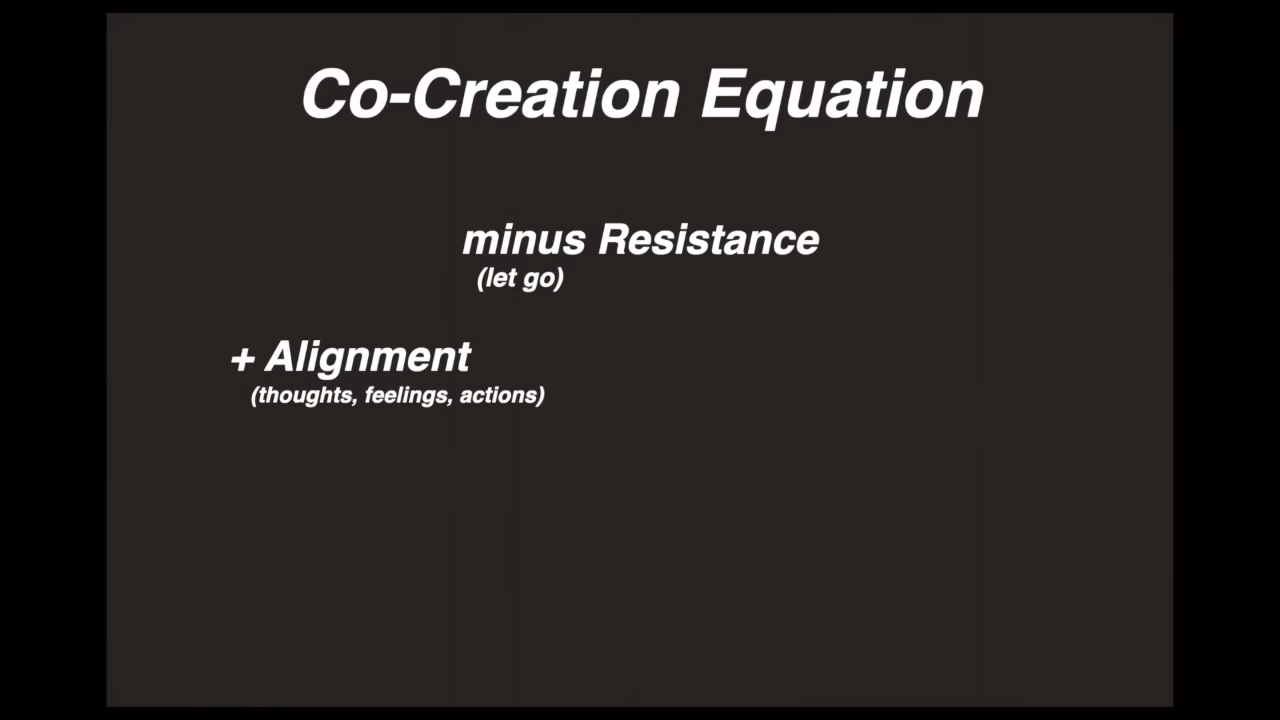 Co-Creation Equation
minus Resistance
(let go)
+ Alignment
(thoughts, feelings, actions)